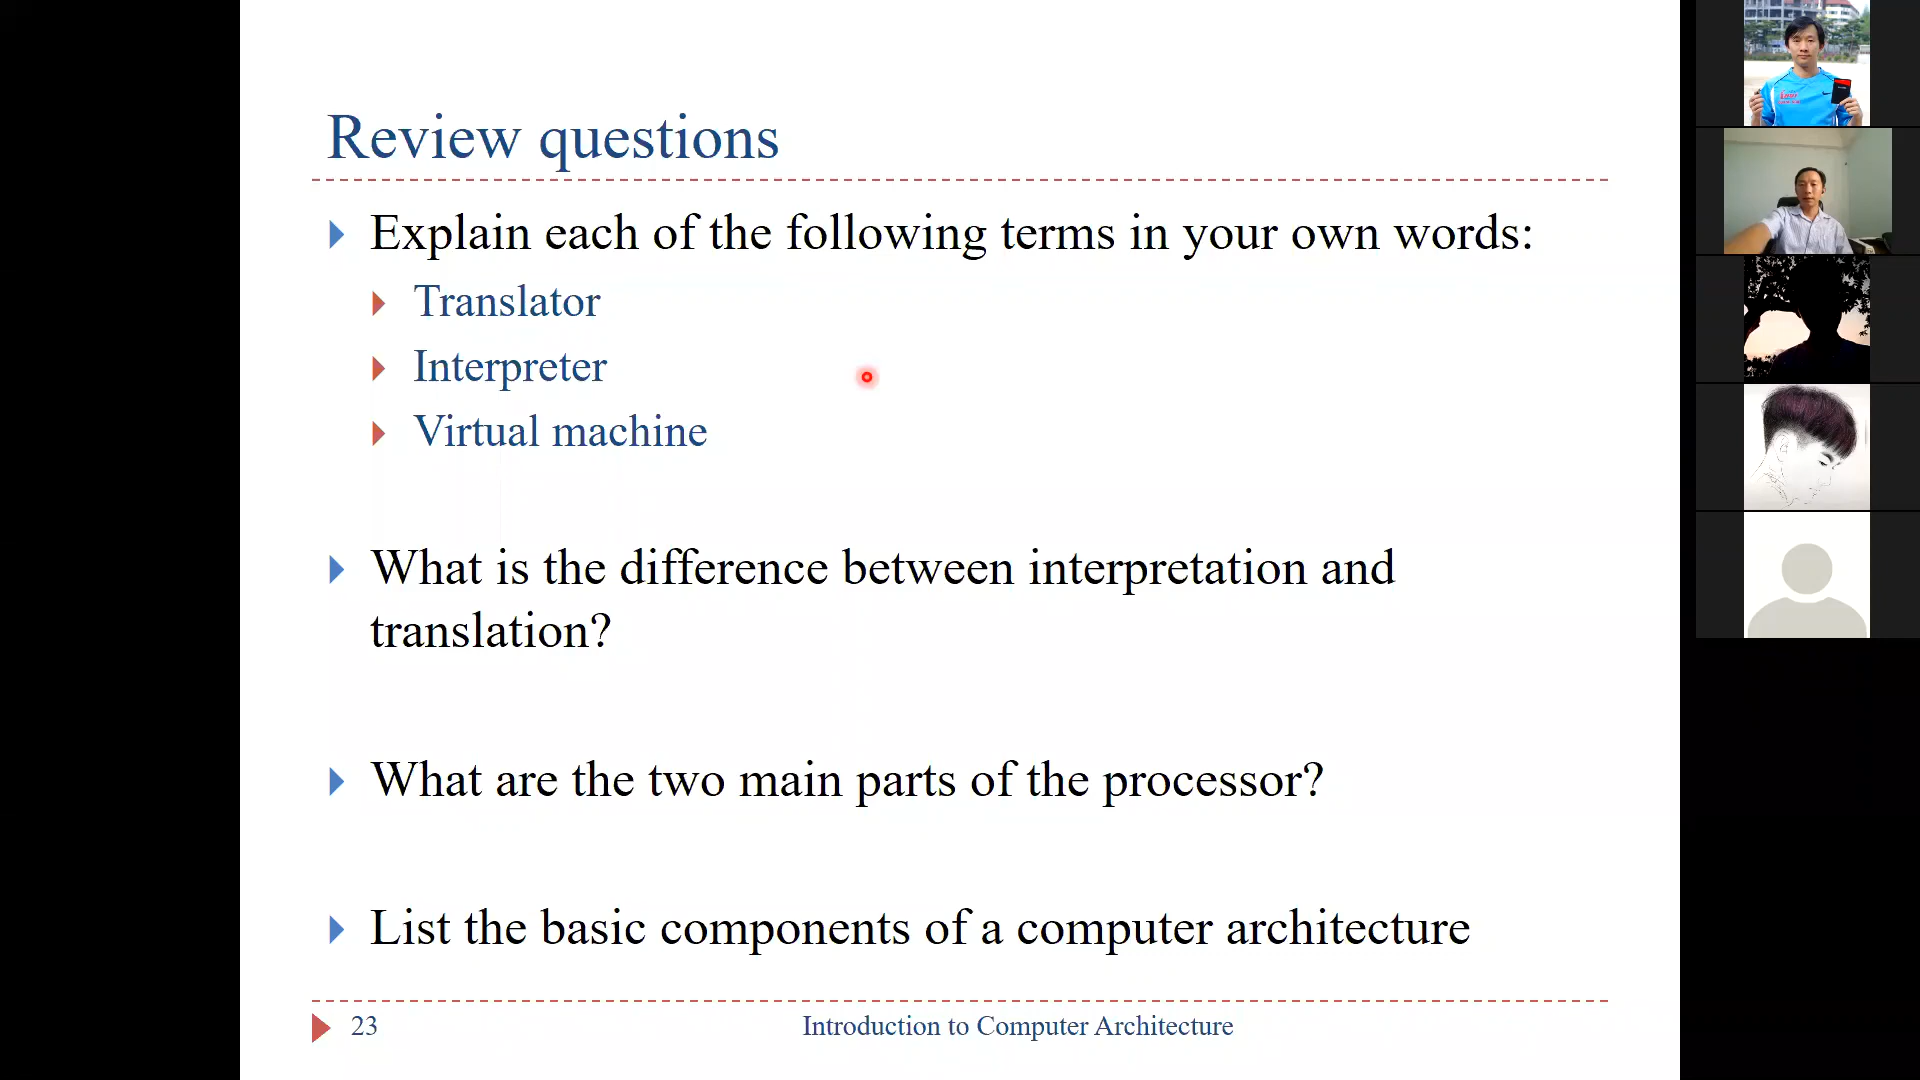 Review questions
Explain each of the following terms in your own words:
Translator
Interpreter
Virtual machine
What is the difference between interpretation and
translation?
What are the two main parts of the processor?
List the basic components of a computer architecture
23
Introduction to Computer Architecture